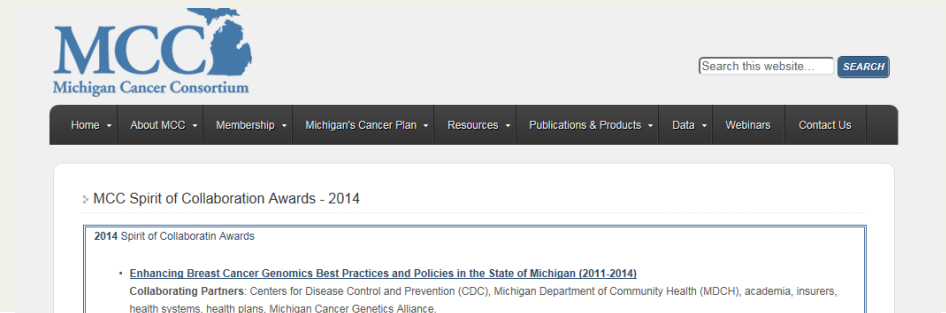 MCC
Michigan Cancer Consortium
Search this website... SEARCH
Home About MCC Membership Michigan's Cancer Plan Resources Publications & Products Data Webinars Contact Us
MCC Spirit of Collaboration Awards - 2014
2014 Spirit of Collaboratin Awards
• Enhancing Breast Cancer Genomics Best Practices and Policies in the State of Michigan (2011-2014)
Collaborating Partners: Centers for Disease Control and Prevention (CDC), Michigan Department of Community Health (MDCH), academia, insurers,
health systems, health plans, Michigan Cancer Genetics Alliance.